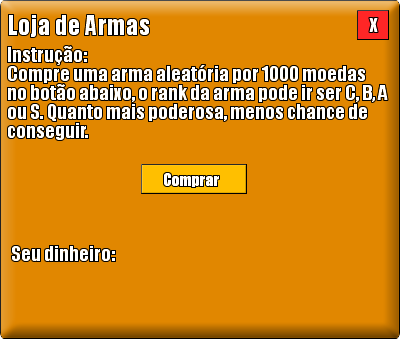 Loja de Armas
X
Instrução:
Compre uma arma aleatória por 1000 moedas
no botão abaixo, o rank da arma pode ir ser C, B, A
ou S. Quanto mais poderosa, menos chance de
conseguir.
Comprar
Seu dinheiro: